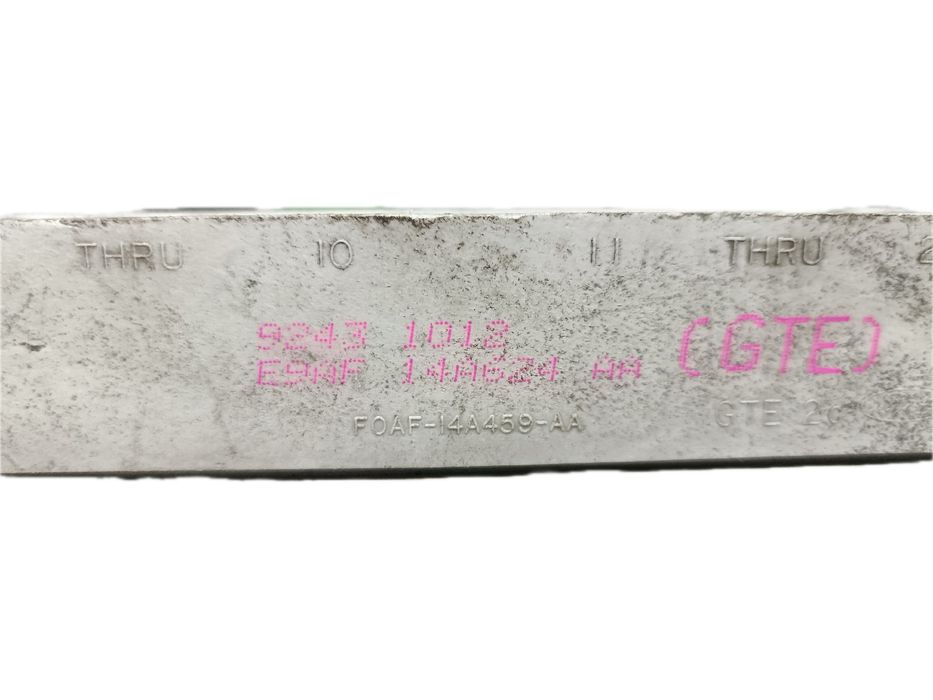 THRU 10 11 THRU 2
9243 1012
E9AF 14A624 AA (GTE)
F0AF-14A459-AA GTE